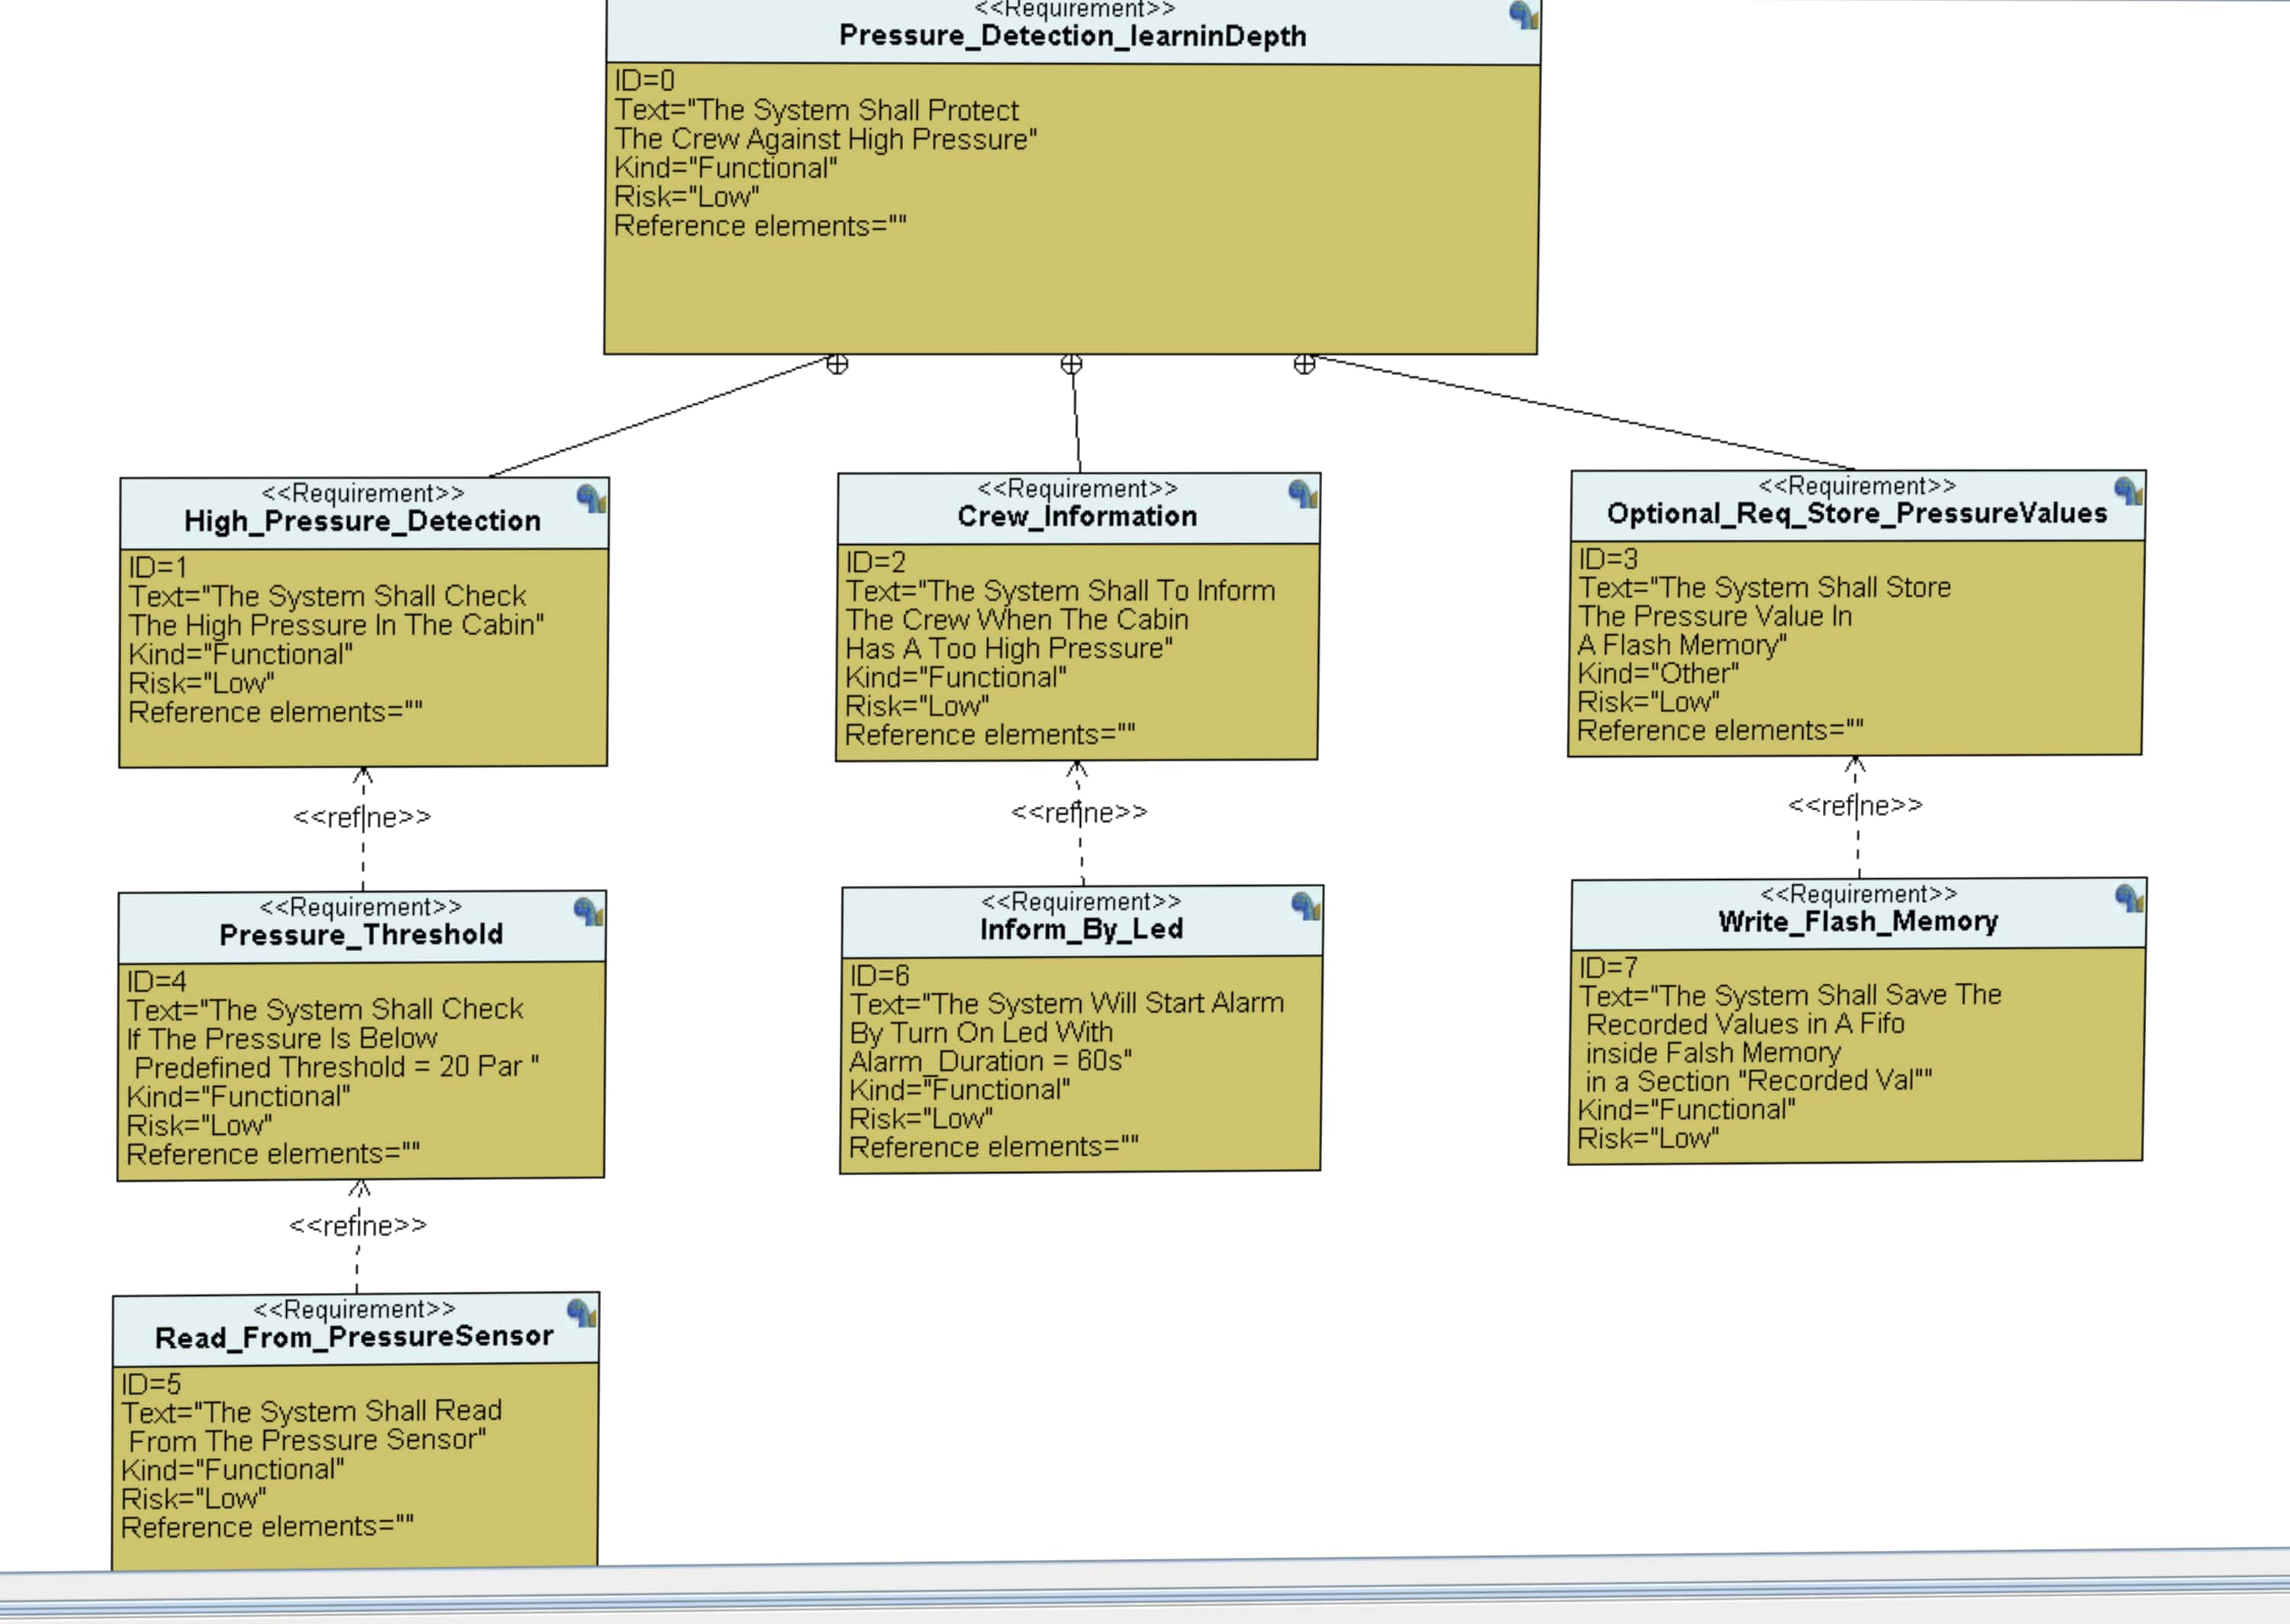 <<Requirement>>
Pressure_Detection_learninDepth
ID=0
Text="The System Shall Protect
The Crew Against High Pressure"
Kind="Functional"
Risk="Low"
Reference elements=""
<<Requirement>>
High_Pressure_Detection
ID=1
Text="The System Shall Check
The High Pressure In The Cabin"
Kind="Functional"
Risk="Low"
Reference elements=""
<<Requirement>>
Crew_Information
ID=2
Text="The System Shall To Inform
The Crew When The Cabin
Has A Too High Pressure"
Kind="Functional"
Risk="Low"
Reference elements=""
<<Requirement>>
Optional_Req_Store_PressureValues
ID=3
Text="The System Shall Store
The Pressure Value In
A Flash Memory"
Kind="Other"
Risk="Low"
Reference elements=""
<<refine>>
<<refine>>
<<refine>>
<<Requirement>>
Pressure_Threshold
ID=4
Text="The System Shall Check
If The Pressure Is Below
Predefined Threshold = 20 Par "
Kind="Functional"
Risk="Low"
Reference elements=""
<<Requirement>>
Inform_By_Led
ID=6
Text="The System Will Start Alarm
By Turn On Led With
Alarm_Duration = 60s"
Kind="Functional"
Risk="Low"
Reference elements=""
<<Requirement>>
Write_Flash_Memory
ID=7
Text="The System Shall Save The
Recorded Values in A Fifo
inside Falsh Memory
in a Section "Recorded Val""
Kind="Functional"
Risk="Low"
<<refine>>
<<Requirement>>
Read_From_PressureSensor
ID=5
Text="The System Shall Read
From The Pressure Sensor"
Kind="Functional"
Risk="Low"
Reference elements=""